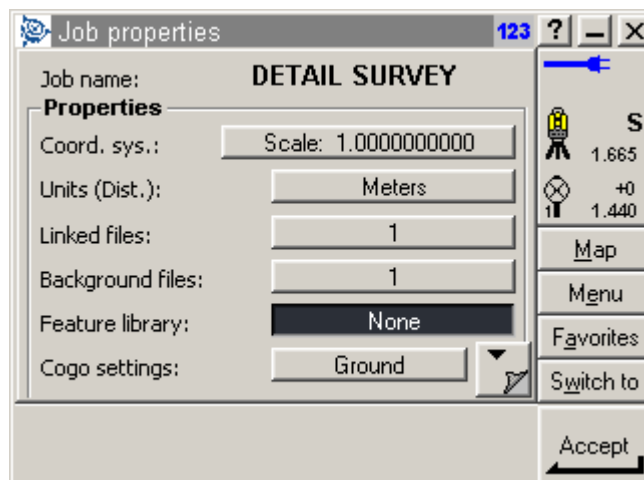 Job properties 123 ? _ X
Job name: DETAIL SURVEY
Properties
Coord. sys.: Scale: 1.0000000000
Units (Dist.): Meters
Linked files: 1
Background files: 1
Feature library: None
Cogo settings: Ground
S
1.665
+0
1 1.440
Map
Menu
Favorites
Switch to
Accept